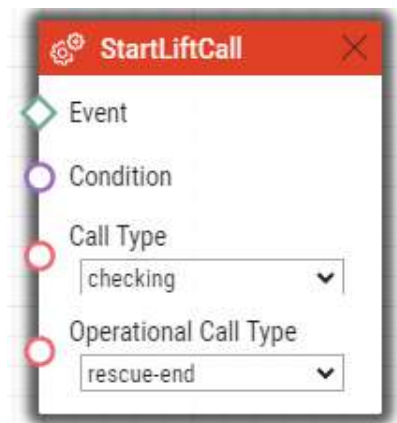 StartLiftCall
Event
Condition
Call Type
checking
Operational Call Type
rescue-end